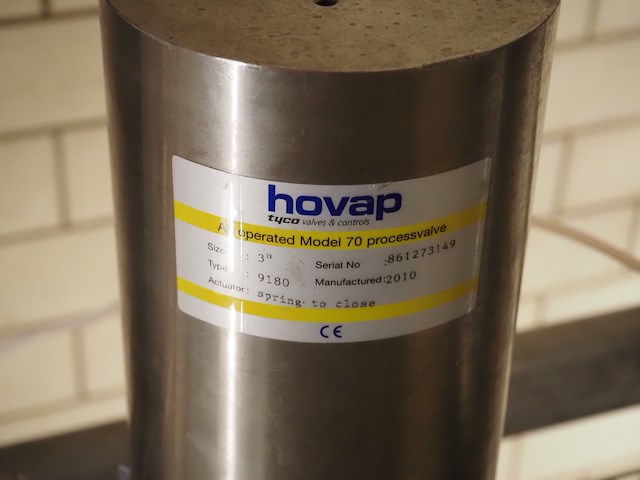 hovap
tyco valves & controls
operated Model 70 processvalve
Size : 3" Serial No : 861273149
Type : 9180 Manufactured: 2010
Actuator: spring to close
CE